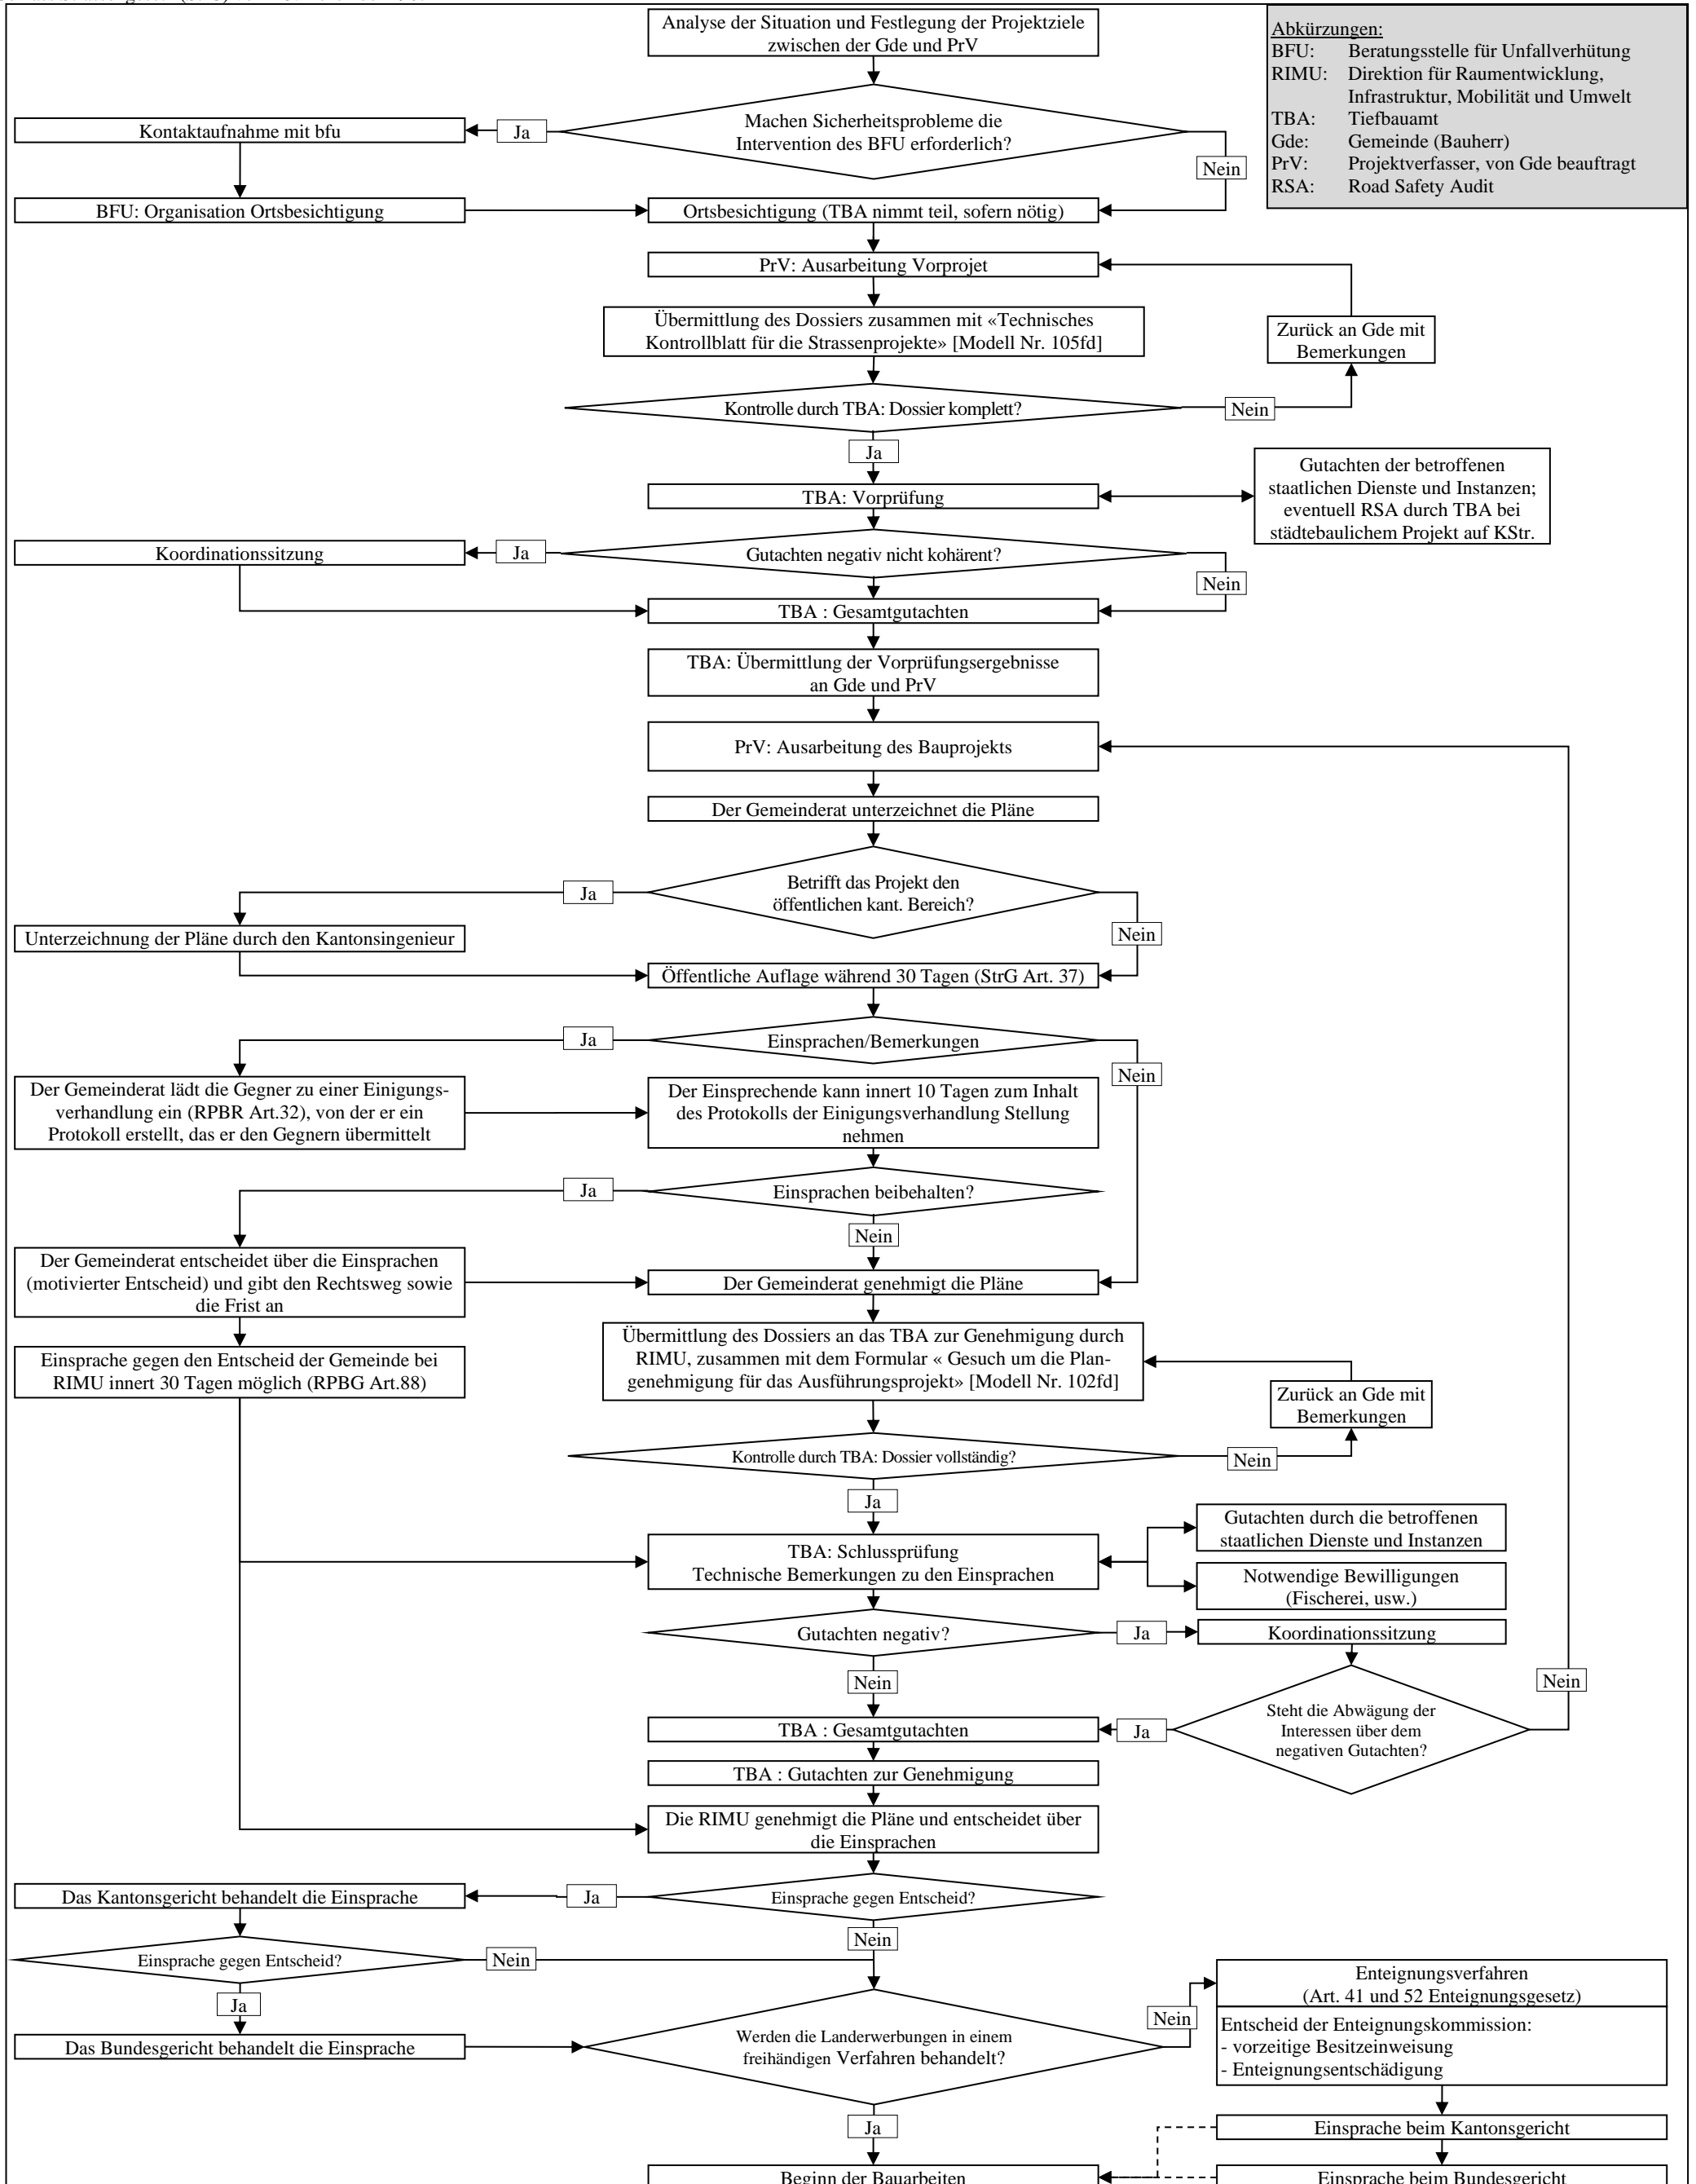 Analyse der Situation und Festlegung der Projektziele
zwischen der Gde und PrV
Abkürzungen:
BFU: Beratungsstelle für Unfallverhütung
RIMU: Direktion für Raumentwicklung,
Infrastruktur, Mobilität und Umwelt
TBA: Tiefbauamt
Gde: Gemeinde (Bauherr)
PrV: Projektverfasser, von Gde beauftragt
RSA: Road Safety Audit
Machen Sicherheitsprobleme die
Intervention des BFU erforderlich?
Ja
Kontaktaufnahme mit bfu
Nein
BFU: Organisation Ortsbesichtigung
Ortsbesichtigung (TBA nimmt teil, sofern nötig)
PrV: Ausarbeitung Vorprojet
Übermittlung des Dossiers zusammen mit «Technisches
Kontrollblatt für die Strassenprojekte» [Modell Nr. 105fd]
Zurück an Gde mit
Bemerkungen
Kontrolle durch TBA: Dossier komplett?
Nein
Ja
TBA: Vorprüfung
Gutachten der betroffenen
staatlichen Dienste und Instanzen;
eventuell RSA durch TBA bei
städtebaulichem Projekt auf KStr.
Gutachten negativ nicht kohärent?
Ja
Koordinationssitzung
Nein
TBA : Gesamtgutachten
TBA: Übermittlung der Vorprüfungsergebnisse
an Gde und PrV
PrV: Ausarbeitung des Bauprojekts
Der Gemeinderat unterzeichnet die Pläne
Betrifft das Projekt den
öffentlichen kant. Bereich?
Ja
Unterzeichnung der Pläne durch den Kantonsingenieur
Nein
Öffentliche Auflage während 30 Tagen (StrG Art. 37)
Einsprachen/Bemerkungen
Ja
Nein
Der Gemeinderat lädt die Gegner zu einer Einigungs-
verhandlung ein (RPBR Art.32), von der er ein
Protokoll erstellt, das er den Gegnern übermittelt
Der Einsprechende kann innert 10 Tagen zum Inhalt
des Protokolls der Einigungsverhandlung Stellung
nehmen
Einsprachen beibehalten?
Ja
Nein
Der Gemeinderat entscheidet über die Einsprachen
(motivierter Entscheid) und gibt den Rechtsweg sowie
die Frist an
Der Gemeinderat genehmigt die Pläne
Einsprache gegen den Entscheid der Gemeinde bei
RIMU innert 30 Tagen möglich (RPBG Art.88)
Übermittlung des Dossiers an das TBA zur Genehmigung durch
RIMU, zusammen mit dem Formular « Gesuch um die Plan-
genehmigung für das Ausführungsprojekt» [Modell Nr. 102fd]
Zurück an Gde mit
Bemerkungen
Kontrolle durch TBA: Dossier vollständig?
Nein
Ja
TBA: Schlussprüfung
Technische Bemerkungen zu den Einsprachen
Gutachten durch die betroffenen
staatlichen Dienste und Instanzen
Notwendige Bewilligungen
(Fischerei, usw.)
Gutachten negativ?
Ja
Koordinationssitzung
Nein
Nein
Steht die Abwägung der
Interessen über dem
negativen Gutachten?
Ja
TBA : Gesamtgutachten
TBA : Gutachten zur Genehmigung
Die RIMU genehmigt die Pläne und entscheidet über
die Einsprachen
Einsprache gegen Entscheid?
Ja
Das Kantonsgericht behandelt die Einsprache
Nein
Einsprache gegen Entscheid?
Nein
Ja
Das Bundesgericht behandelt die Einsprache
Werden die Landerwerbungen in einem
freihändigen Verfahren behandelt?
Nein
Enteignungsverfahren
(Art. 41 und 52 Enteignungsgesetz)
Entscheid der Enteignungskommission:
- vorzeitige Besitzeinweisung
- Enteignungsentschädigung
Ja
Einsprache beim Kantonsgericht
Beginn der Bauarbeiten
Einsprache beim Bundesgericht